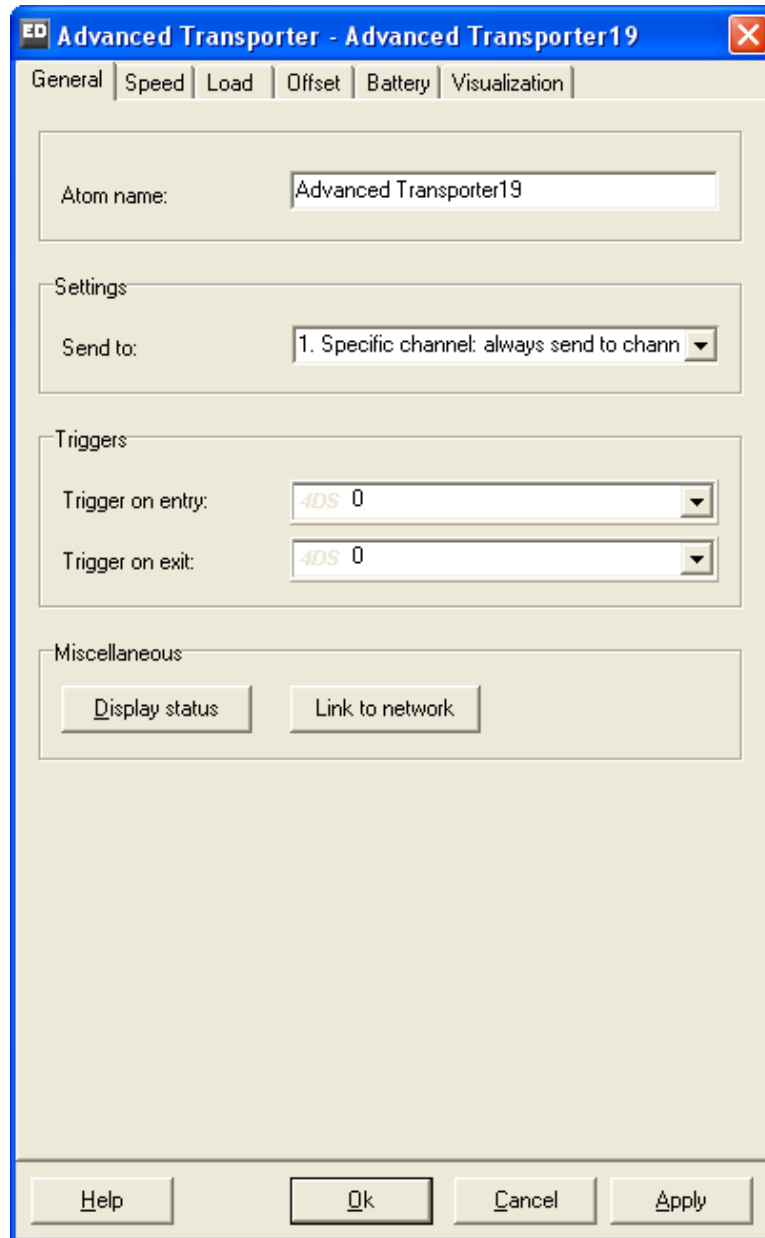 ED Advanced Transporter - Advanced Transporter19
General Speed Load Offset Battery Visualization
Atom name: Advanced Transporter19
Settings
Send to: 1. Specific channel: always send to chann
Triggers
Trigger on entry: 4DS 0
Trigger on exit: 4DS 0
Miscellaneous
Display status Link to network
Help Ok Cancel Apply